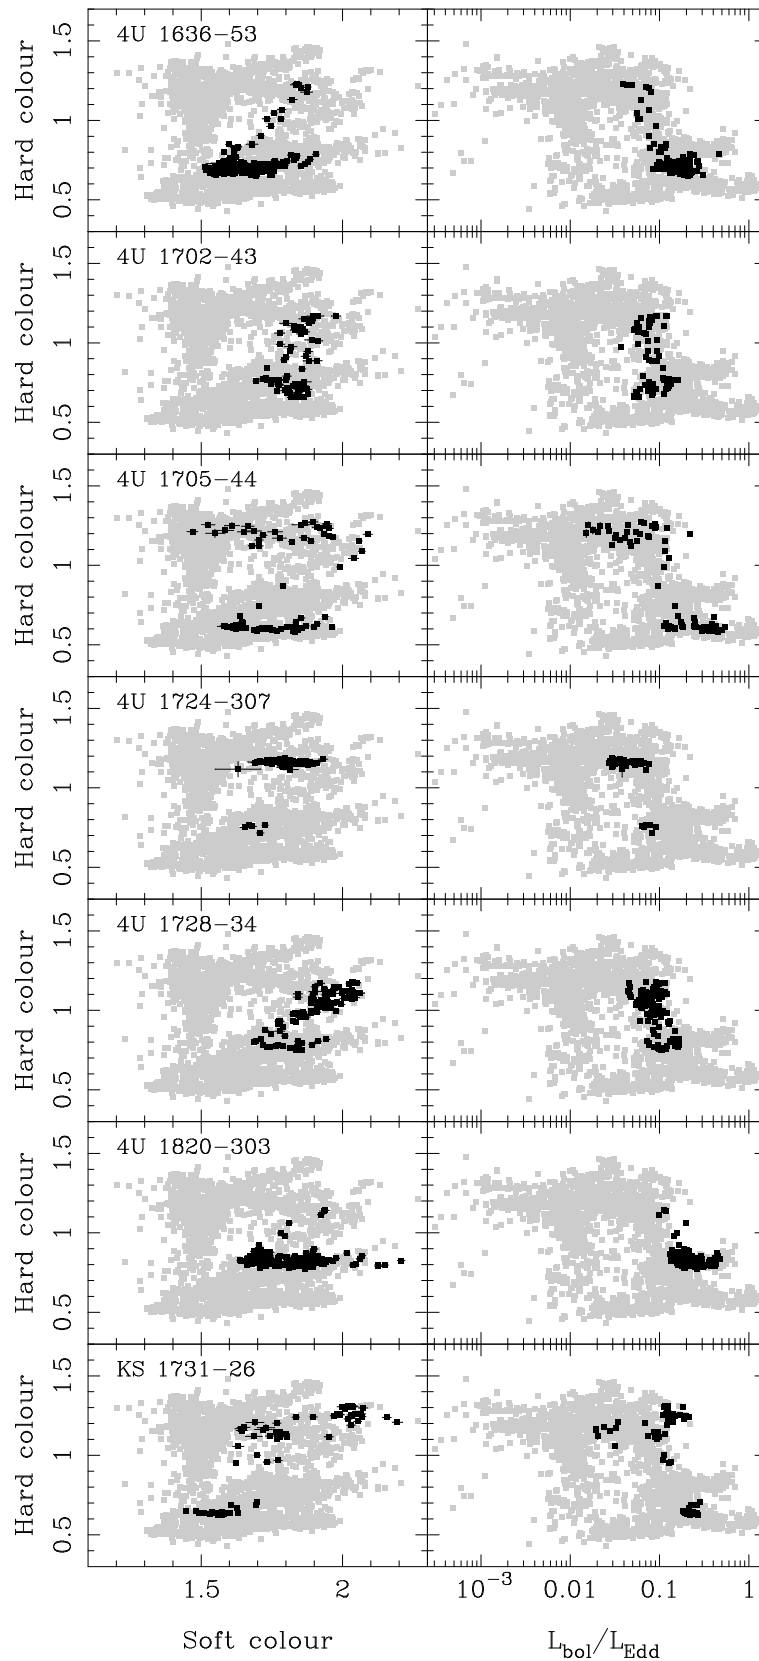 4U 1636−53
Hard colour
0.5
1
1.5
4U 1702−43
Hard colour
0.5
1
1.5
4U 1705−44
Hard colour
0.5
1
1.5
4U 1724−307
Hard colour
0.5
1
1.5
4U 1728−34
Hard colour
0.5
1
1.5
4U 1820−303
Hard colour
0.5
1
1.5
KS 1731−26
Hard colour
0.5
1
1.5
1.5 2 10⁻³ 0.01 0.1 1
Soft colour L_bol/L_Edd